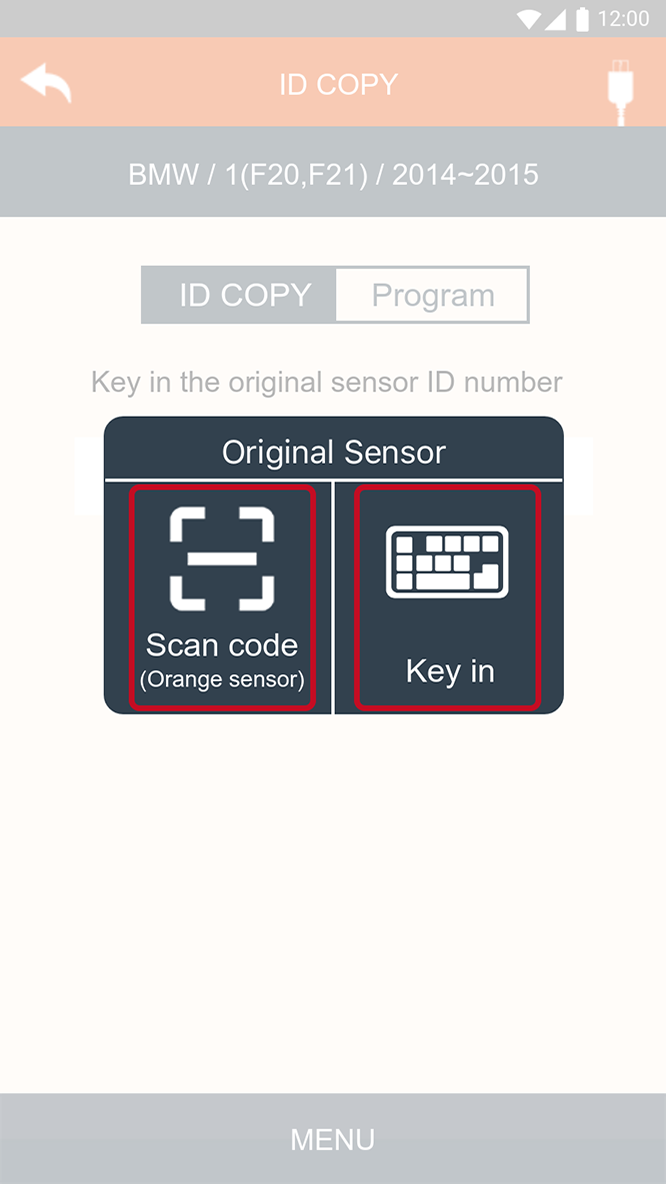 12:00
ID COPY
BMW / 1(F20,F21) / 2014~2015
ID COPY Program
Key in the original sensor ID number
Original Sensor
Scan code
(Orange sensor)
Key in
MENU